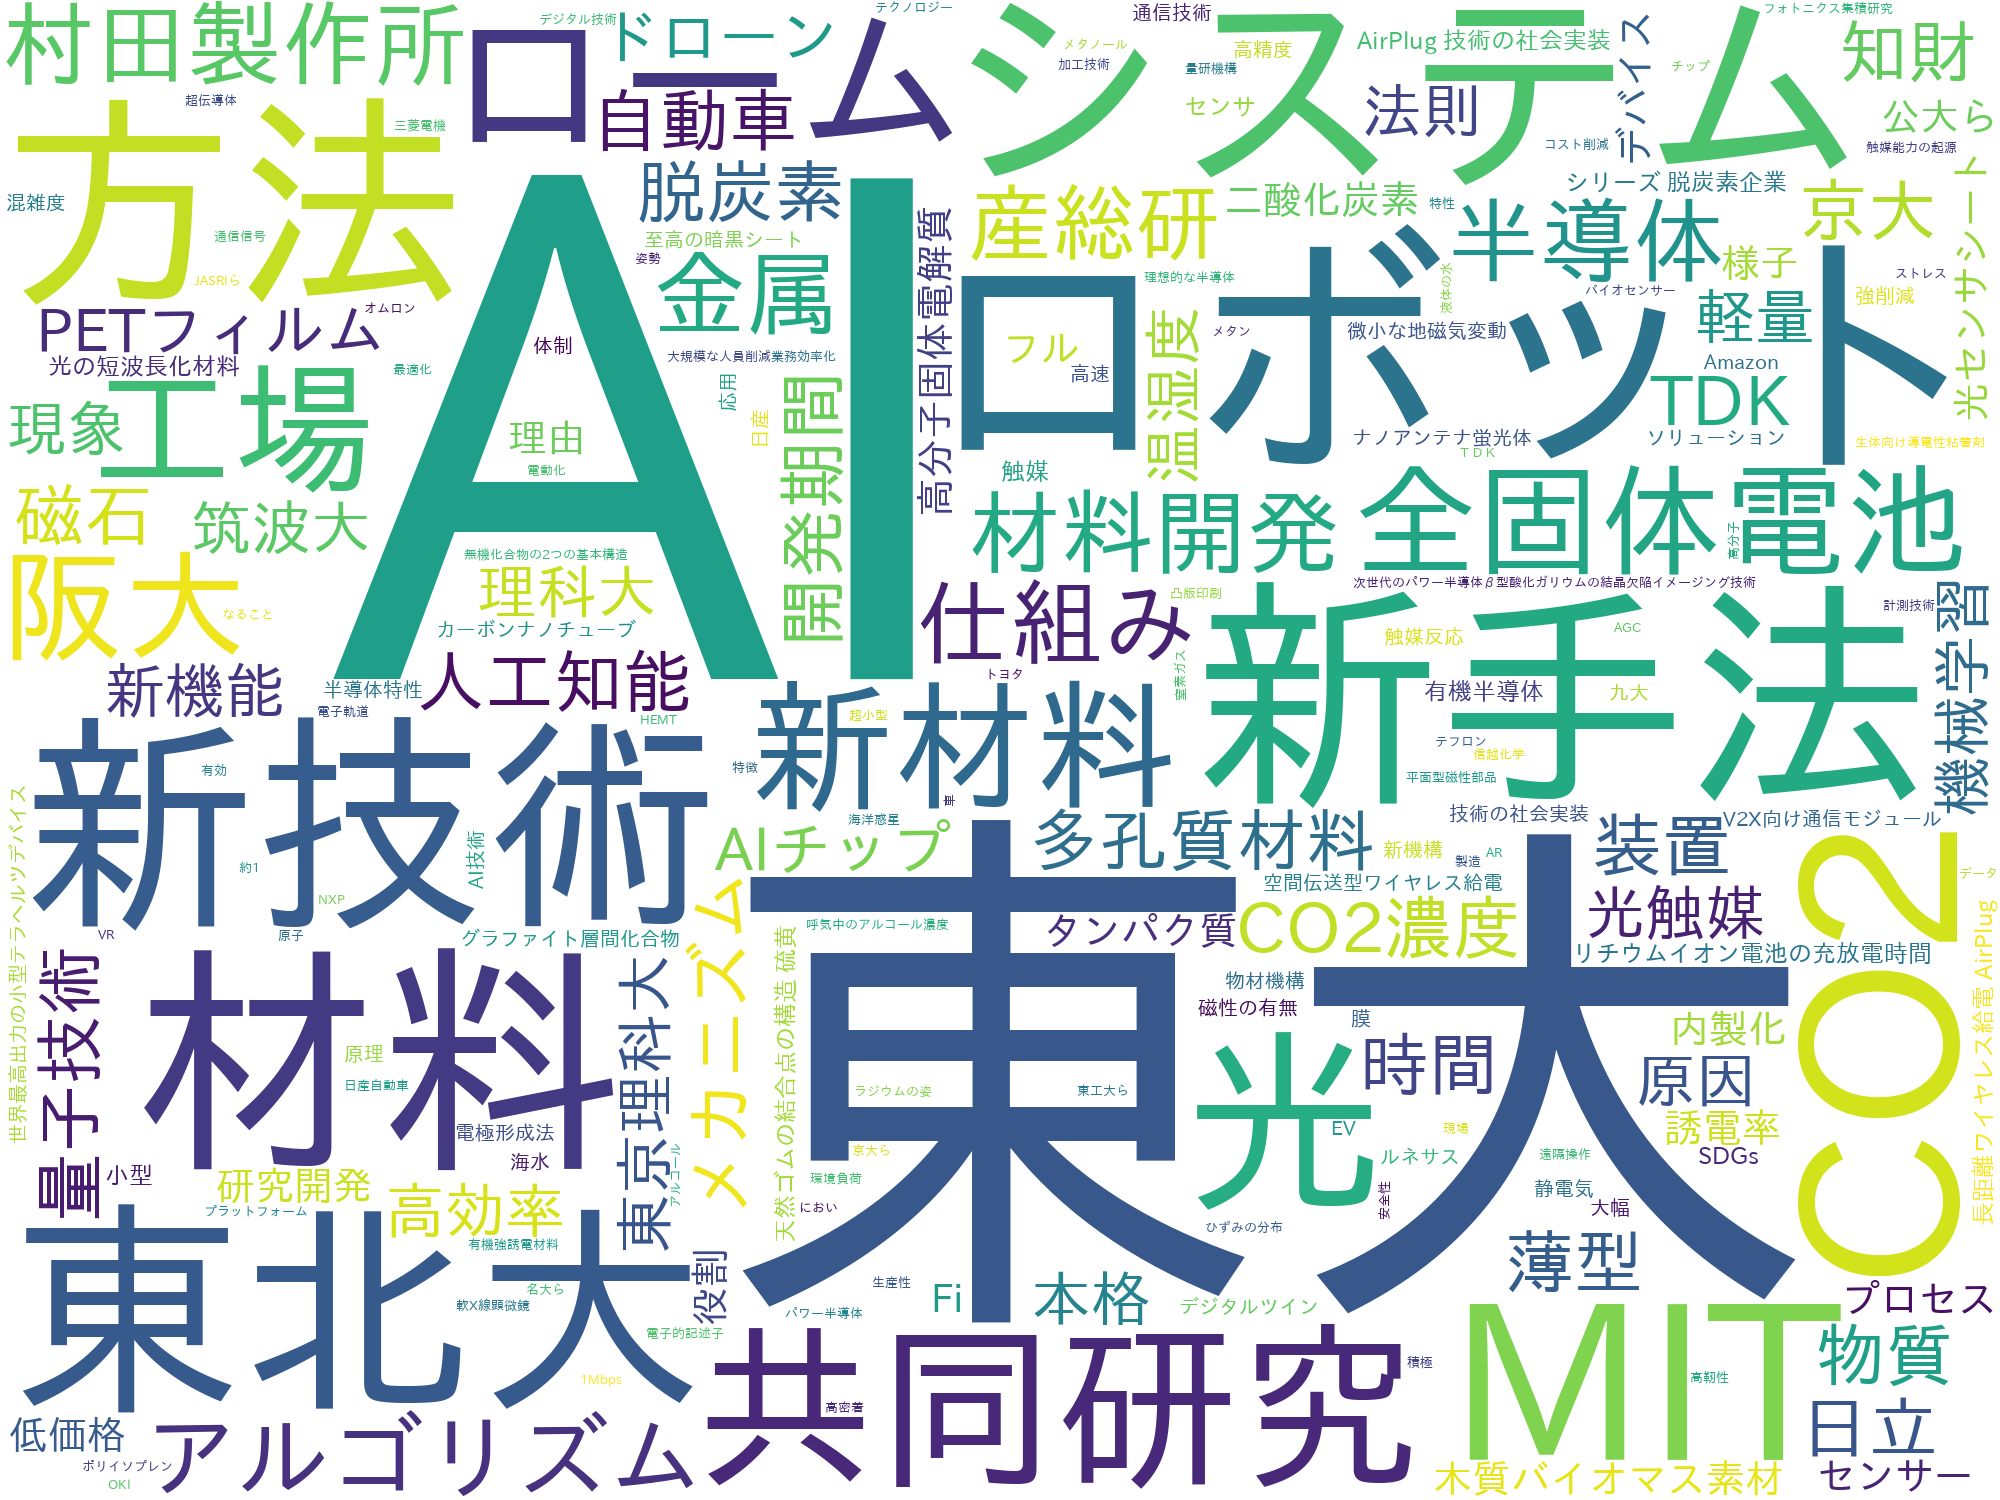 村田製作所
デジタル技術
ドローン
テクノロジー
ローム
システム
通信技術
メタノール
高精度
加工技術
量研機構
センサ
AirPlug 技術の社会実装
フォトニクス集積研究
チップ
デバイス
知財
公大ら
触媒能力の起源
コスト削減
法則
自動車
超伝導体
三菱電機
方法
混雑度
通信信号
JASRIら
オムロン
脱炭素
至高の暗黒シート
姿勢
金属
大規模な人員削減業務効率化
産総研
二酸化炭素
特性
シリーズ 脱炭素企業
半導体
京大
様子
ストレス
強削減
バイオセンサー
光センサシート
軽量
Amazon
TDK
ソリューション
生体向け導電性粘着剤
理想的な半導体
液体の水
微小な地磁気変動
メタン
ロボット
フル
高速
温湿度
ナノアンテナ蛍光体
ＴＤＫ
高分子固体電解質
AI
体制
理由
電動化
応用
日産
開発期間
PETフィルム
光の短波長化材料
最適化
現象
工場
磁石
筑波大
阪大
なること
無機化合物の2つの基本構造
理科大
カーボンナノチューブ
触媒
材料開発
全固体電池
高分子
次世代のパワー半導体β型酸化ガリウムの結晶欠陥イメージング技術
計測技術
仕組み
凸版印刷
トヨタ
窒素ガス
新手法
触媒反応
AGC
有機半導体
九大
テフロン
信越化学
平面型磁性部品
機械学習
新機能
半導体特性
電子軌道
人工知能
HEMT
新技術
有効
約1
NXP
VR
原子
AI技術
新材料
超小型
特徴
車
海洋惑星
AIチップ
多孔質材料
技術の社会実装
新機構
製造
AR
空間伝送型ワイヤレス給電
V2X向け通信モジュール
装置
データ
光触媒
CO2濃度
タンパク質
リチウムイオン電池の充放電時間
CO2
長距離ワイヤレス給電 AirPlug
世界最高出力の小型テラヘルツデバイス
量子技術
材料
グラファイト層間化合物
原理
日産自動車
電極形成法
海水
小型
東京理科大
アルコール
メカニズム
天然ゴムの結合点の構造 硫黄
呼気中のアルコール濃度
東大
ラジウムの姿
東工大ら
京大ら
環境負荷
におい
物材機構
磁性の有無
膜
光
時間
EV
ルネサス
現場
安全性
ひずみの分布
内製化
原因
誘電率
SDGs
遠隔操作
静電気
大幅
研究開発
プラットフォーム
高効率
有機強誘電材料
名大ら
軟X線顕微鏡
役割
電子的記述子
東北大
1Mbps
生産性
パワー半導体
Fi
本格
デジタルツイン
薄型
プロセス
共同研究
積極
高密着
MIT
高靭性
物質
日立
低価格
ポリイソプレン
OKI
アルゴリズム
木質バイオマス素材
センサー